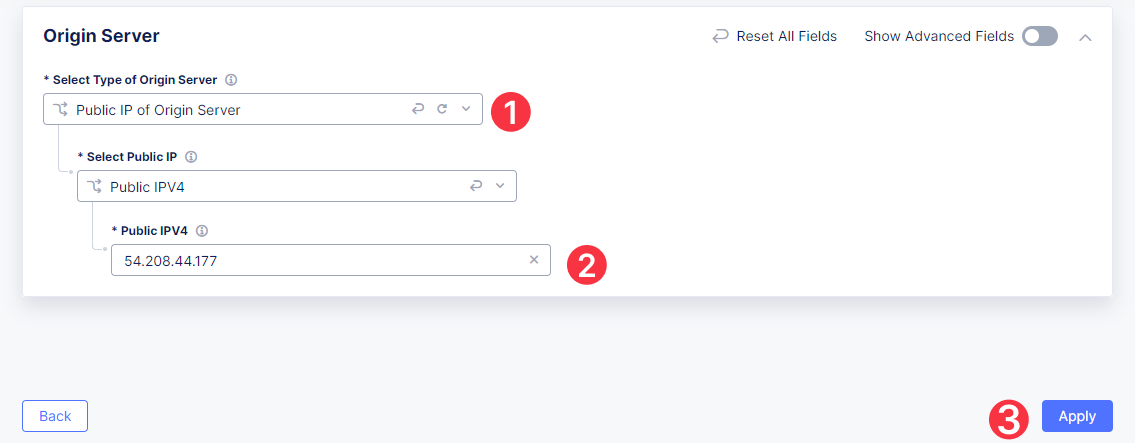 Origin Server
Reset All Fields
Show Advanced Fields
* Select Type of Origin Server
Public IP of Origin Server
1
* Select Public IP
Public IPV4
* Public IPV4
54.208.44.177
2
Back
3
Apply